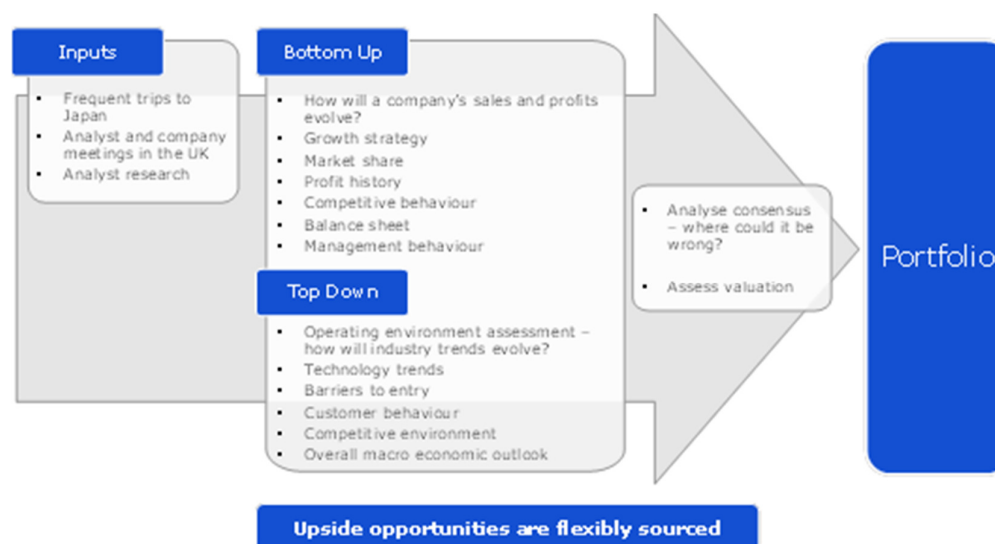 Inputs
Frequent trips to
Japan
Analyst and company
meetings in the UK
Analyst research
Bottom Up
How will a company's sales and profits
evolve?
Growth strategy
Market share
Profit history
Competitive behaviour
Balance sheet
Management behaviour
Top Down
Operating environment assessment –
how will industry trends evolve?
Technology trends
Barriers to entry
Customer behaviour
Competitive environment
Overall macro economic outlook
Analyse consensus
– where could it be
wrong?
Assess valuation
Portfolio
Upside opportunities are flexibly sourced